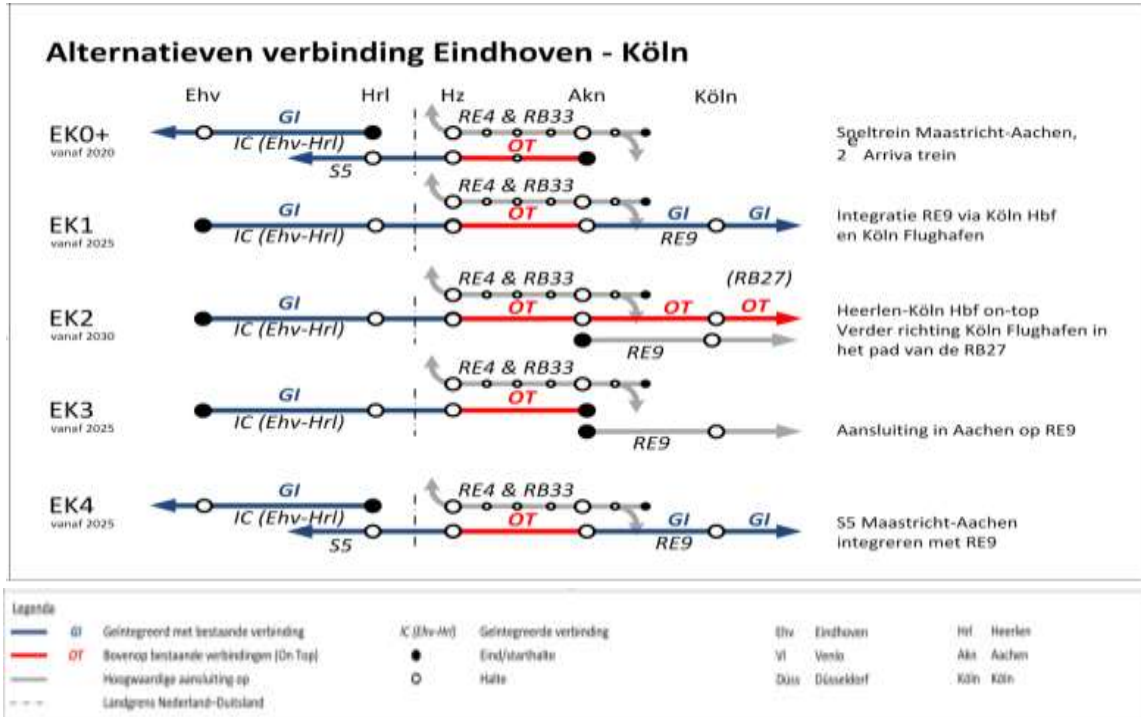 Alternatieven verbinding Eindhoven - Köln
Ehv Hrl Hz Akn Köln
EK0+
vanaf 2020
GI
IC (Ehv-Hrl)
S5
RE4 & RB33
OT
Sneltrein Maastricht-Aachen,
2e Arriva trein
EK1
vanaf 2025
GI
IC (Ehv-Hrl)
RE4 & RB33
OT
GI GI
RE9
Integratie RE9 via Köln Hbf
en Köln Flughafen
EK2
vanaf 2030
GI
IC (Ehv-Hrl)
RE4 & RB33
(RB27)
OT OT OT
RE9
Heerlen-Köln Hbf on-top
Verder richting Köln Flughafen in
het pad van de RB27
EK3
vanaf 2025
GI
IC (Ehv-Hrl)
RE4 & RB33
OT
RE9
Aansluiting in Aachen op RE9
EK4
vanaf 2025
GI
IC (Ehv-Hrl)
S5
RE4 & RB33
OT
GI GI
RE9
S5 Maastricht-Aachen
integreren met RE9
Legenda
GI Geïntegreerd met bestaande verbinding
OT Bovenop bestaande verbindingen (On Top)
Hoogwaardige aansluiting op
Landgrens Nederland-Duitsland
IC (Ehv-Hrl) Geïntegreerde verbinding
Eind/starthalte
Halte
Ehv Eindhoven
Vl Venlo
Düss Düsseldorf
Hrl Heerlen
Akn Aachen
Köln Köln